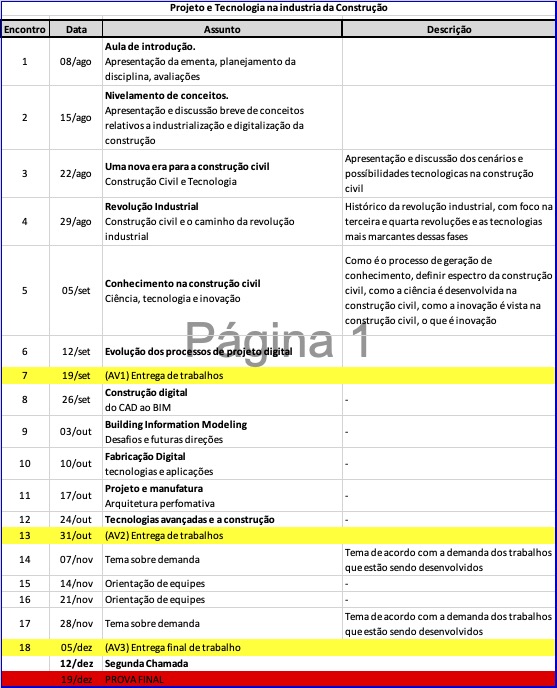 Projeto e Tecnologia na industria da Construção
Encontro Data Assunto Descrição
1 08/ago Aula de introdução.
Apresentação da ementa, planejamento da
disciplina, avaliações
2 15/ago Nivelamento de conceitos.
Apresentação e discussão breve de conceitos
relativos a industrialização e digitalização da
construção
3 22/ago Uma nova era para a construção civil
Construção Civil e Tecnologia
Apresentação e discussão dos cenários e
possíbilidades tecnologicas na construção
civil
4 29/ago Revolução Industrial
Construção civil e o caminho da revolução
industrial
Histórico da revolução industrial, com foco na
terceira e quarta revoluções e as tecnologias
mais marcantes dessas fases
5 05/set Conhecimento na construção civil
Ciência, tecnologia e inovação
Como é o processo de geração de
conhecimento, definir espectro da construção
civil, como a ciência é desenvolvida na
construção civil, como a inovação é vista na
construção civil, o que é inovação
6 12/set Evolução dos processos de projeto digital
Página 1
7 19/set (AV1) Entrega de trabalhos
8 26/set Construção digital
do CAD ao BIM
-
9 03/out Building Information Modeling
Desafios e futuras direções
-
10 10/out Fabricação Digital
tecnologias e aplicações
-
11 17/out Projeto e manufatura
Arquitetura perfomativa
-
12 24/out Tecnologias avançadas e a construção -
13 31/out (AV2) Entrega de trabalhos
14 07/nov Tema sobre demanda
Tema de acordo com a demanda dos trabalhos
que estão sendo desenvolvidos
15 14/nov Orientação de equipes -
16 21/nov Orientação de equipes -
17 28/nov Tema sobre demanda
Tema de acordo com a demanda dos trabalhos
que estão sendo desenvolvidos
18 05/dez (AV3) Entrega final de trabalho
12/dez Segunda Chamada
19/dez PROVA FINAL